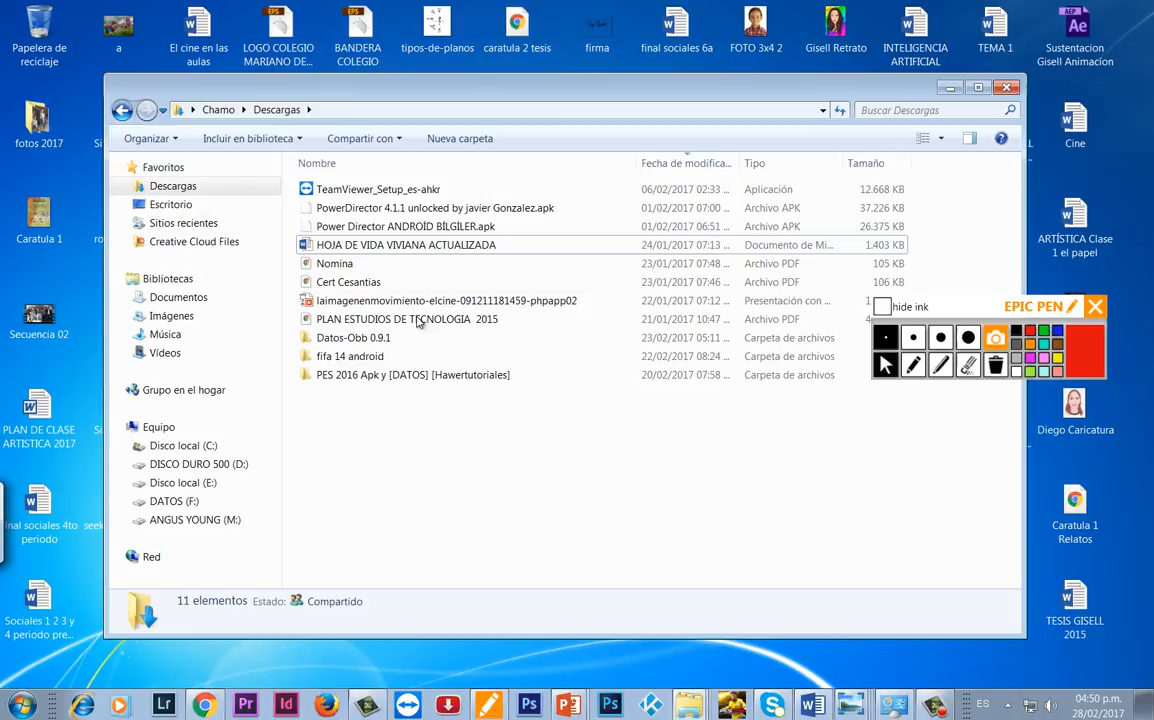 Papelera de
reciclaje
a
El cine en las
aulas
LOGO COLEGIO
MARIANO DE...
BANDERA
COLEGIO
tipos-de-planos
caratula 2 tesis
firma
final sociales 6a
FOTO 3x4 2
Gisell Retrato
INTELIGENCIA
ARTIFICIAL
TEMA 1
Sustentacion
Gisell Animacion
fotos 2017
Caratula 1
Secuencia 02
PLAN DE CLASE
ARTISTICA 2017
inal sociales 4to
periodo
seek
Sociales 1 2 3 y
4 periodo pre...
Cine
ARTÍSTICA Clase
1 el papel
Diego Caricatura
Caratula 1
Relatos
TESIS GISELL
2015
Chamo
Descargas
Buscar Descargas
Organizar
Incluir en biblioteca
Compartir con
Nueva carpeta
Favoritos
Descargas
Escritorio
Sitios recientes
Creative Cloud Files
Bibliotecas
Documentos
Imágenes
Música
Vídeos
Grupo en el hogar
Equipo
Disco local (C:)
DISCO DURO 500 (D:)
Disco local (E:)
DATOS (F:)
ANGUS YOUNG (M:)
Red
Nombre Fecha de modifica... Tipo Tamaño
TeamViewer_Setup_es-ahkr 06/02/2017 02:33 ... Aplicación 12.668 KB
PowerDirector 4.1.1 unlocked by javier Gonzalez.apk 01/02/2017 07:00 ... Archivo APK 37.226 KB
Power Director ANDROİD BİLGİLER.apk 01/02/2017 06:51 ... Archivo APK 26.375 KB
HOJA DE VIDA VIVIANA ACTUALIZADA 24/01/2017 07:13 ... Documento de Mi... 1.403 KB
Nomina 23/01/2017 07:48 ... Archivo PDF 105 KB
Cert Cesantias 23/01/2017 07:46 ... Archivo PDF 106 KB
laimagenenmovimiento-elcine-091211181459-phpapp02 22/01/2017 07:12 ... Presentación con ... 1
PLAN ESTUDIOS DE TECNOLOGIA 2015 21/01/2017 10:47 ... Archivo PDF 4
Datos-Obb 0.9.1 23/02/2017 05:11 ... Carpeta de archivos
fifa 14 android 22/02/2017 08:24 ... Carpeta de archivos
PES 2016 Apk y [DATOS] [Hawertutoriales] 20/02/2017 07:58 ... Carpeta de archivos
hide ink
EPIC PEN
11 elementos Estado: Compartido
Lr
Pr
Id
Ps
Ps
ES
04:50 p.m.
28/02/2017